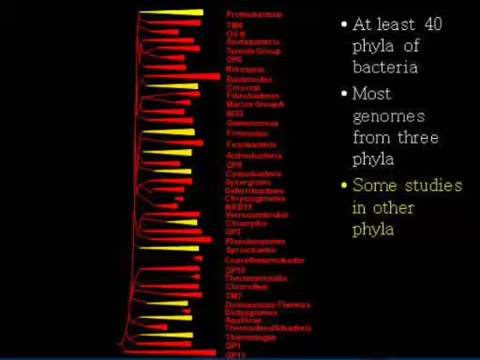 Proteobacteria
TM6
OS-K
Acidobacteria
Termite Group
OP8
Nitrospira
Bacteroides
Chlorobi
Fibrobacteres
Marine GroupA
WS3
Gemmimonas
Firmicutes
Fusobacteria
Actinobacteria
OP9
Cyanobacteria
Synergistes
Deferribacteres
Chrysiogenetes
NKB19
Verrucomicrobia
Chlamydia
OP3
Planctomycetes
Spirochaetes
Coprothermobacter
OP10
Thermomicrobia
Chloroflexi
TM7
Deinococcus-Thermus
Dictyoglomus
Aquificae
Thermodesulfobacteria
Thermotogae
OP1
OP11
• At least 40
phyla of
bacteria
• Most
genomes
from three
phyla
• Some studies
in other
phyla